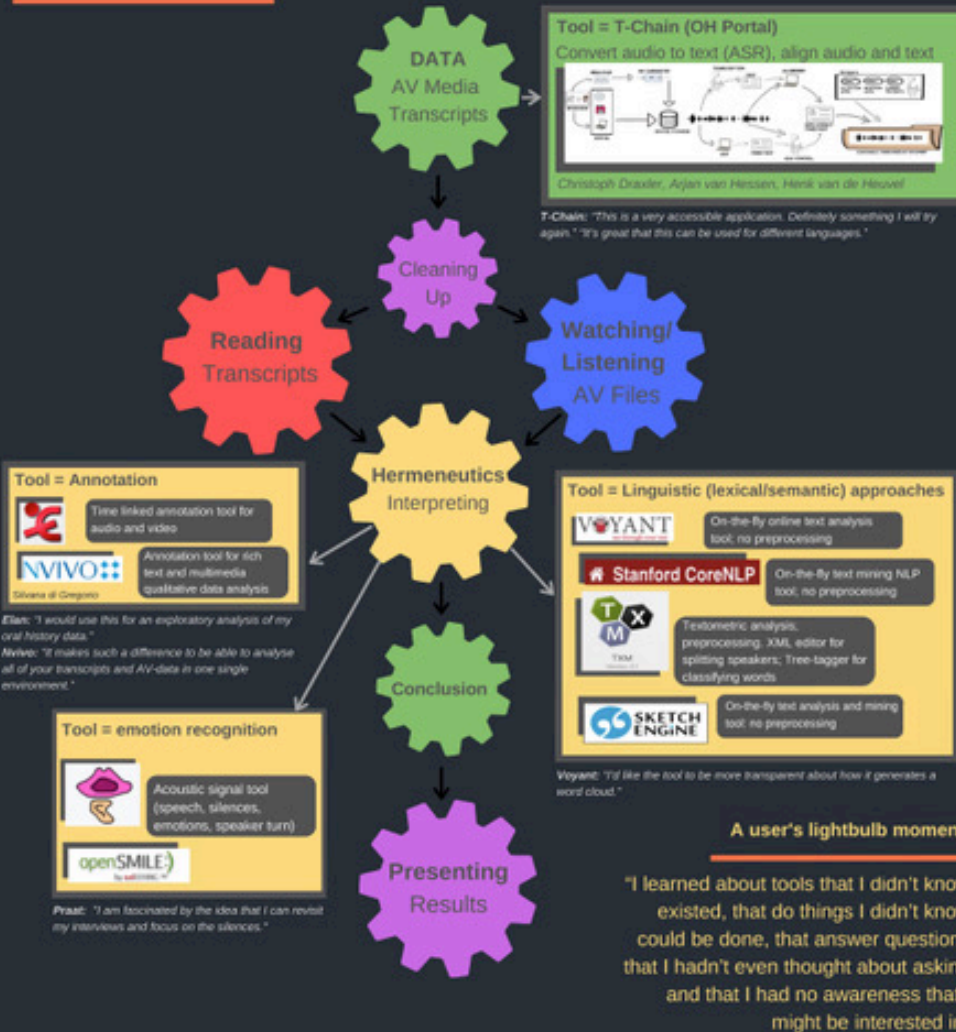 DATA
AV Media
Transcripts
Tool = T-Chain (OH Portal)
Convert audio to text (ASR), align audio and text
Christoph Draxler, Arjan van Hessen, Henk van de Heuvel
T-Chain: "This is a very accessible application. Definitely something I will try
again." "It's great that this can be used for different languages."
Cleaning
Up
Reading
Transcripts
Watching/
Listening
AV Files
Hermeneutics
Interpreting
Tool = Annotation
Time linked annotation tool for
audio and video
NVIVO
Annotation tool for rich
text and multimedia
qualitative data analysis
Silvana di Gregorio
Elan: "I would use this for an exploratory analysis of my
oral history data."
Nvivo: "It makes such a difference to be able to analyse
all of your transcripts and AV-data in one single
environment."
Tool = Linguistic (lexical/semantic) approaches
VOYANT
see through your text
On-the-fly online text analysis
tool; no preprocessing
Stanford CoreNLP
On-the-fly text mining NLP
tool; no preprocessing
T X M
TXM
Textometric analysis,
preprocessing. XML editor for
splitting speakers; Tree-tagger for
classifying words
SKETCH
ENGINE
On-the-fly text analysis and mining
tool: no preprocessing
Voyant: "I'd like the tool to be more transparent about how it generates a
word cloud."
Conclusion
Tool = emotion recognition
Acoustic signal tool
(speech, silences,
emotions, speaker turn)
openSMILE:)
Praat: "I am fascinated by the idea that I can revisit
my interviews and focus on the silences."
Presenting
Results
A user's lightbulb momen
"I learned about tools that I didn't kno
existed, that do things I didn't kno
could be done, that answer question
that I hadn't even thought about askin
and that I had no awareness that
might be interested in